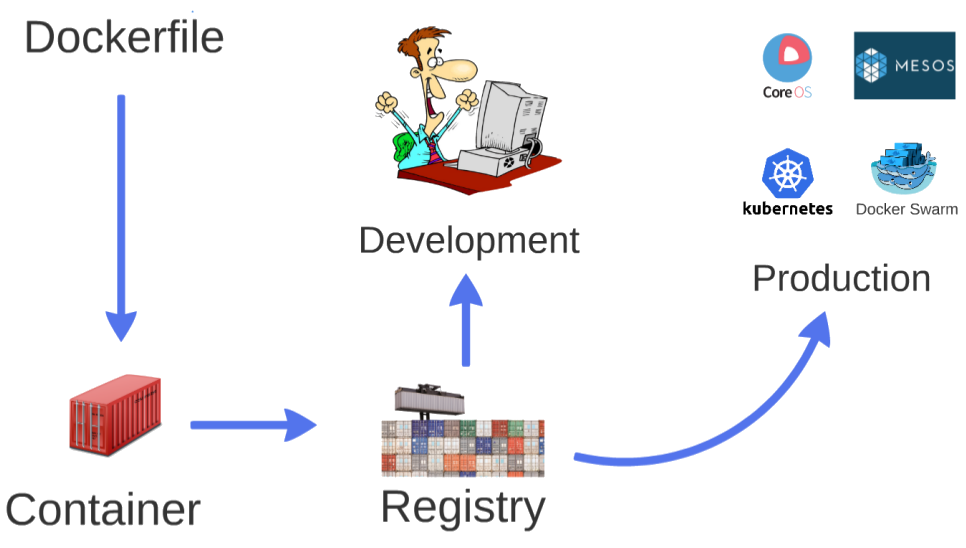 Dockerfile
Core OS
MESOS
kubernetes
Docker Swarm
Development
Production
Container
Registry